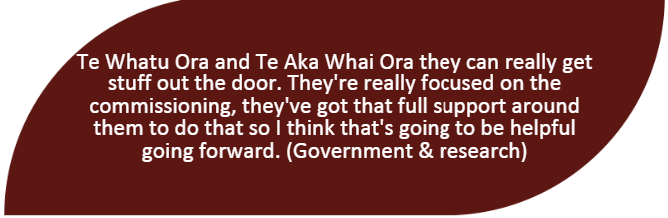 Te Whatu Ora and Te Aka Whai Ora they can really get
stuff out the door. They're really focused on the
commissioning, they've got that full support around
them to do that so I think that's going to be helpful
going forward. (Government & research)